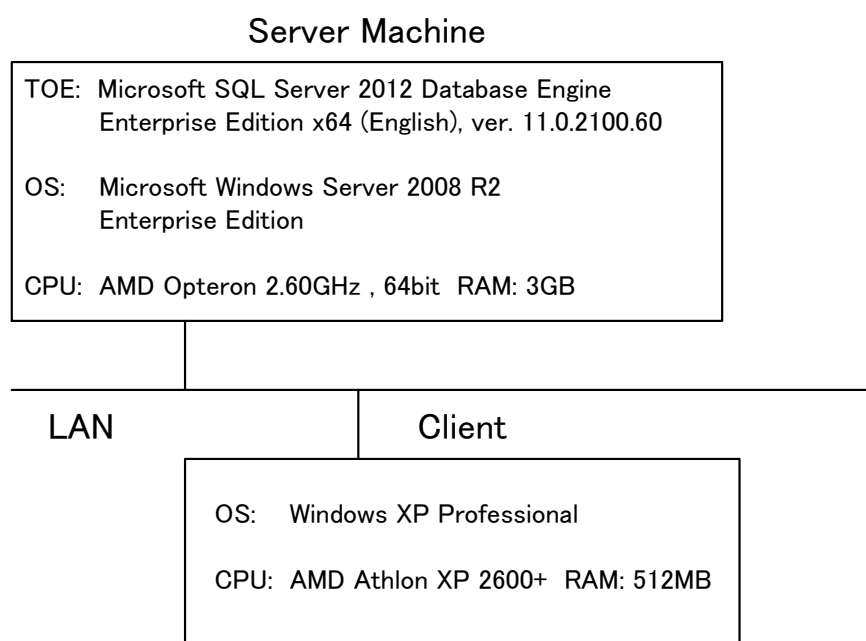 Server Machine
TOE: Microsoft SQL Server 2012 Database Engine
Enterprise Edition x64 (English), ver. 11.0.2100.60
OS: Microsoft Windows Server 2008 R2
Enterprise Edition
CPU: AMD Opteron 2.60GHz , 64bit RAM: 3GB
LAN
Client
OS: Windows XP Professional
CPU: AMD Athlon XP 2600+ RAM: 512MB